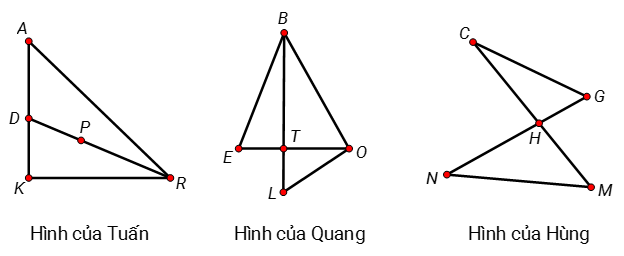 A
D
P
K
R
Hình của Tuấn
B
E
T
O
L
Hình của Quang
C
G
H
N
M
Hình của Hùng